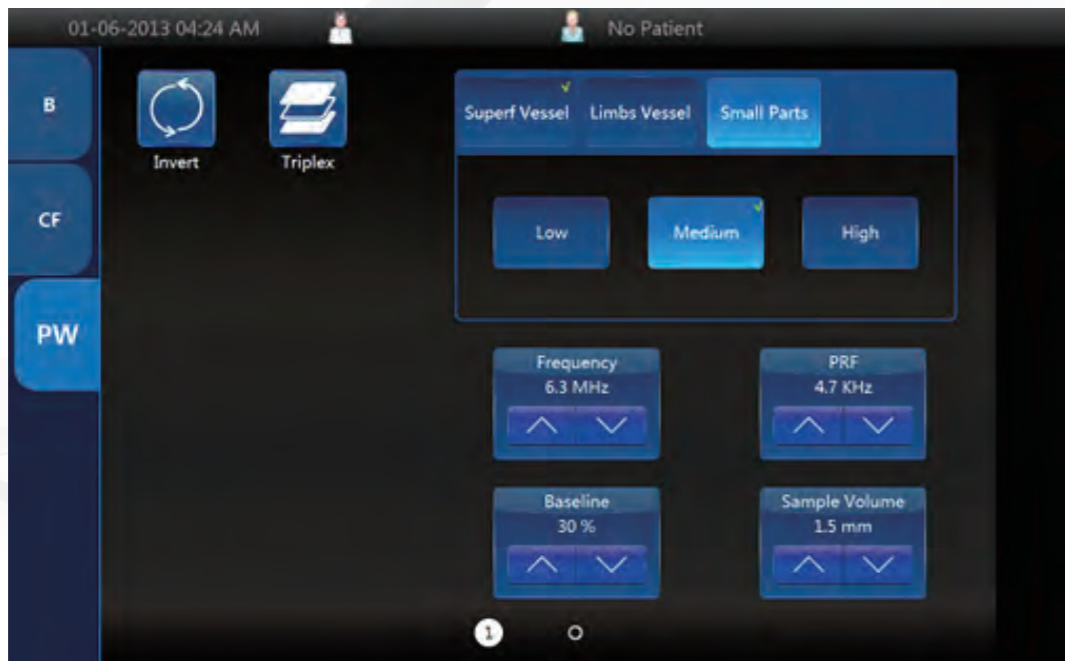 01-06-2013 04:24 AM No Patient
B
CF
PW
Invert Triplex
Superf Vessel Limbs Vessel Small Parts
Low Medium High
Frequency
6.3 MHz
PRF
4.7 KHz
Baseline
30 %
Sample Volume
1.5 mm
1